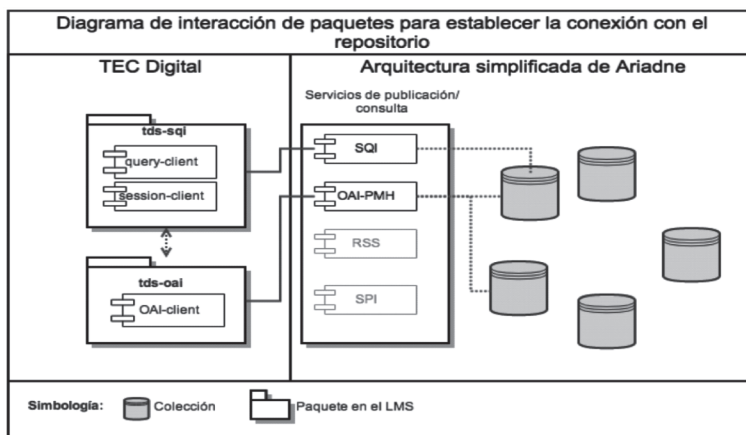 Diagrama de interacción de paquetes para establecer la conexión con el
repositorio
TEC Digital
Arquitectura simplificada de Ariadne
Servicios de publicación/
consulta
tds-sqi
query-client
session-client
tds-oai
OAI-client
SQI
OAI-PMH
RSS
SPI
Simbología:
Colección
Paquete en el LMS